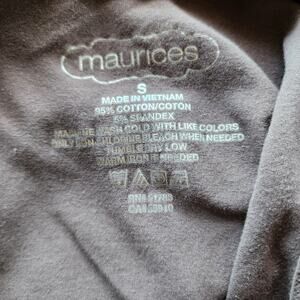 maurices
S
MADE IN VIETNAM
95% COTTON/COTON
5% SPANDEX
MACHINE WASH COLD WITH LIKE COLORS
ONLY NON-CHLORINE BLEACH WHEN NEEDED
TUMBLE DRY LOW
WARM IRON IF NEEDED